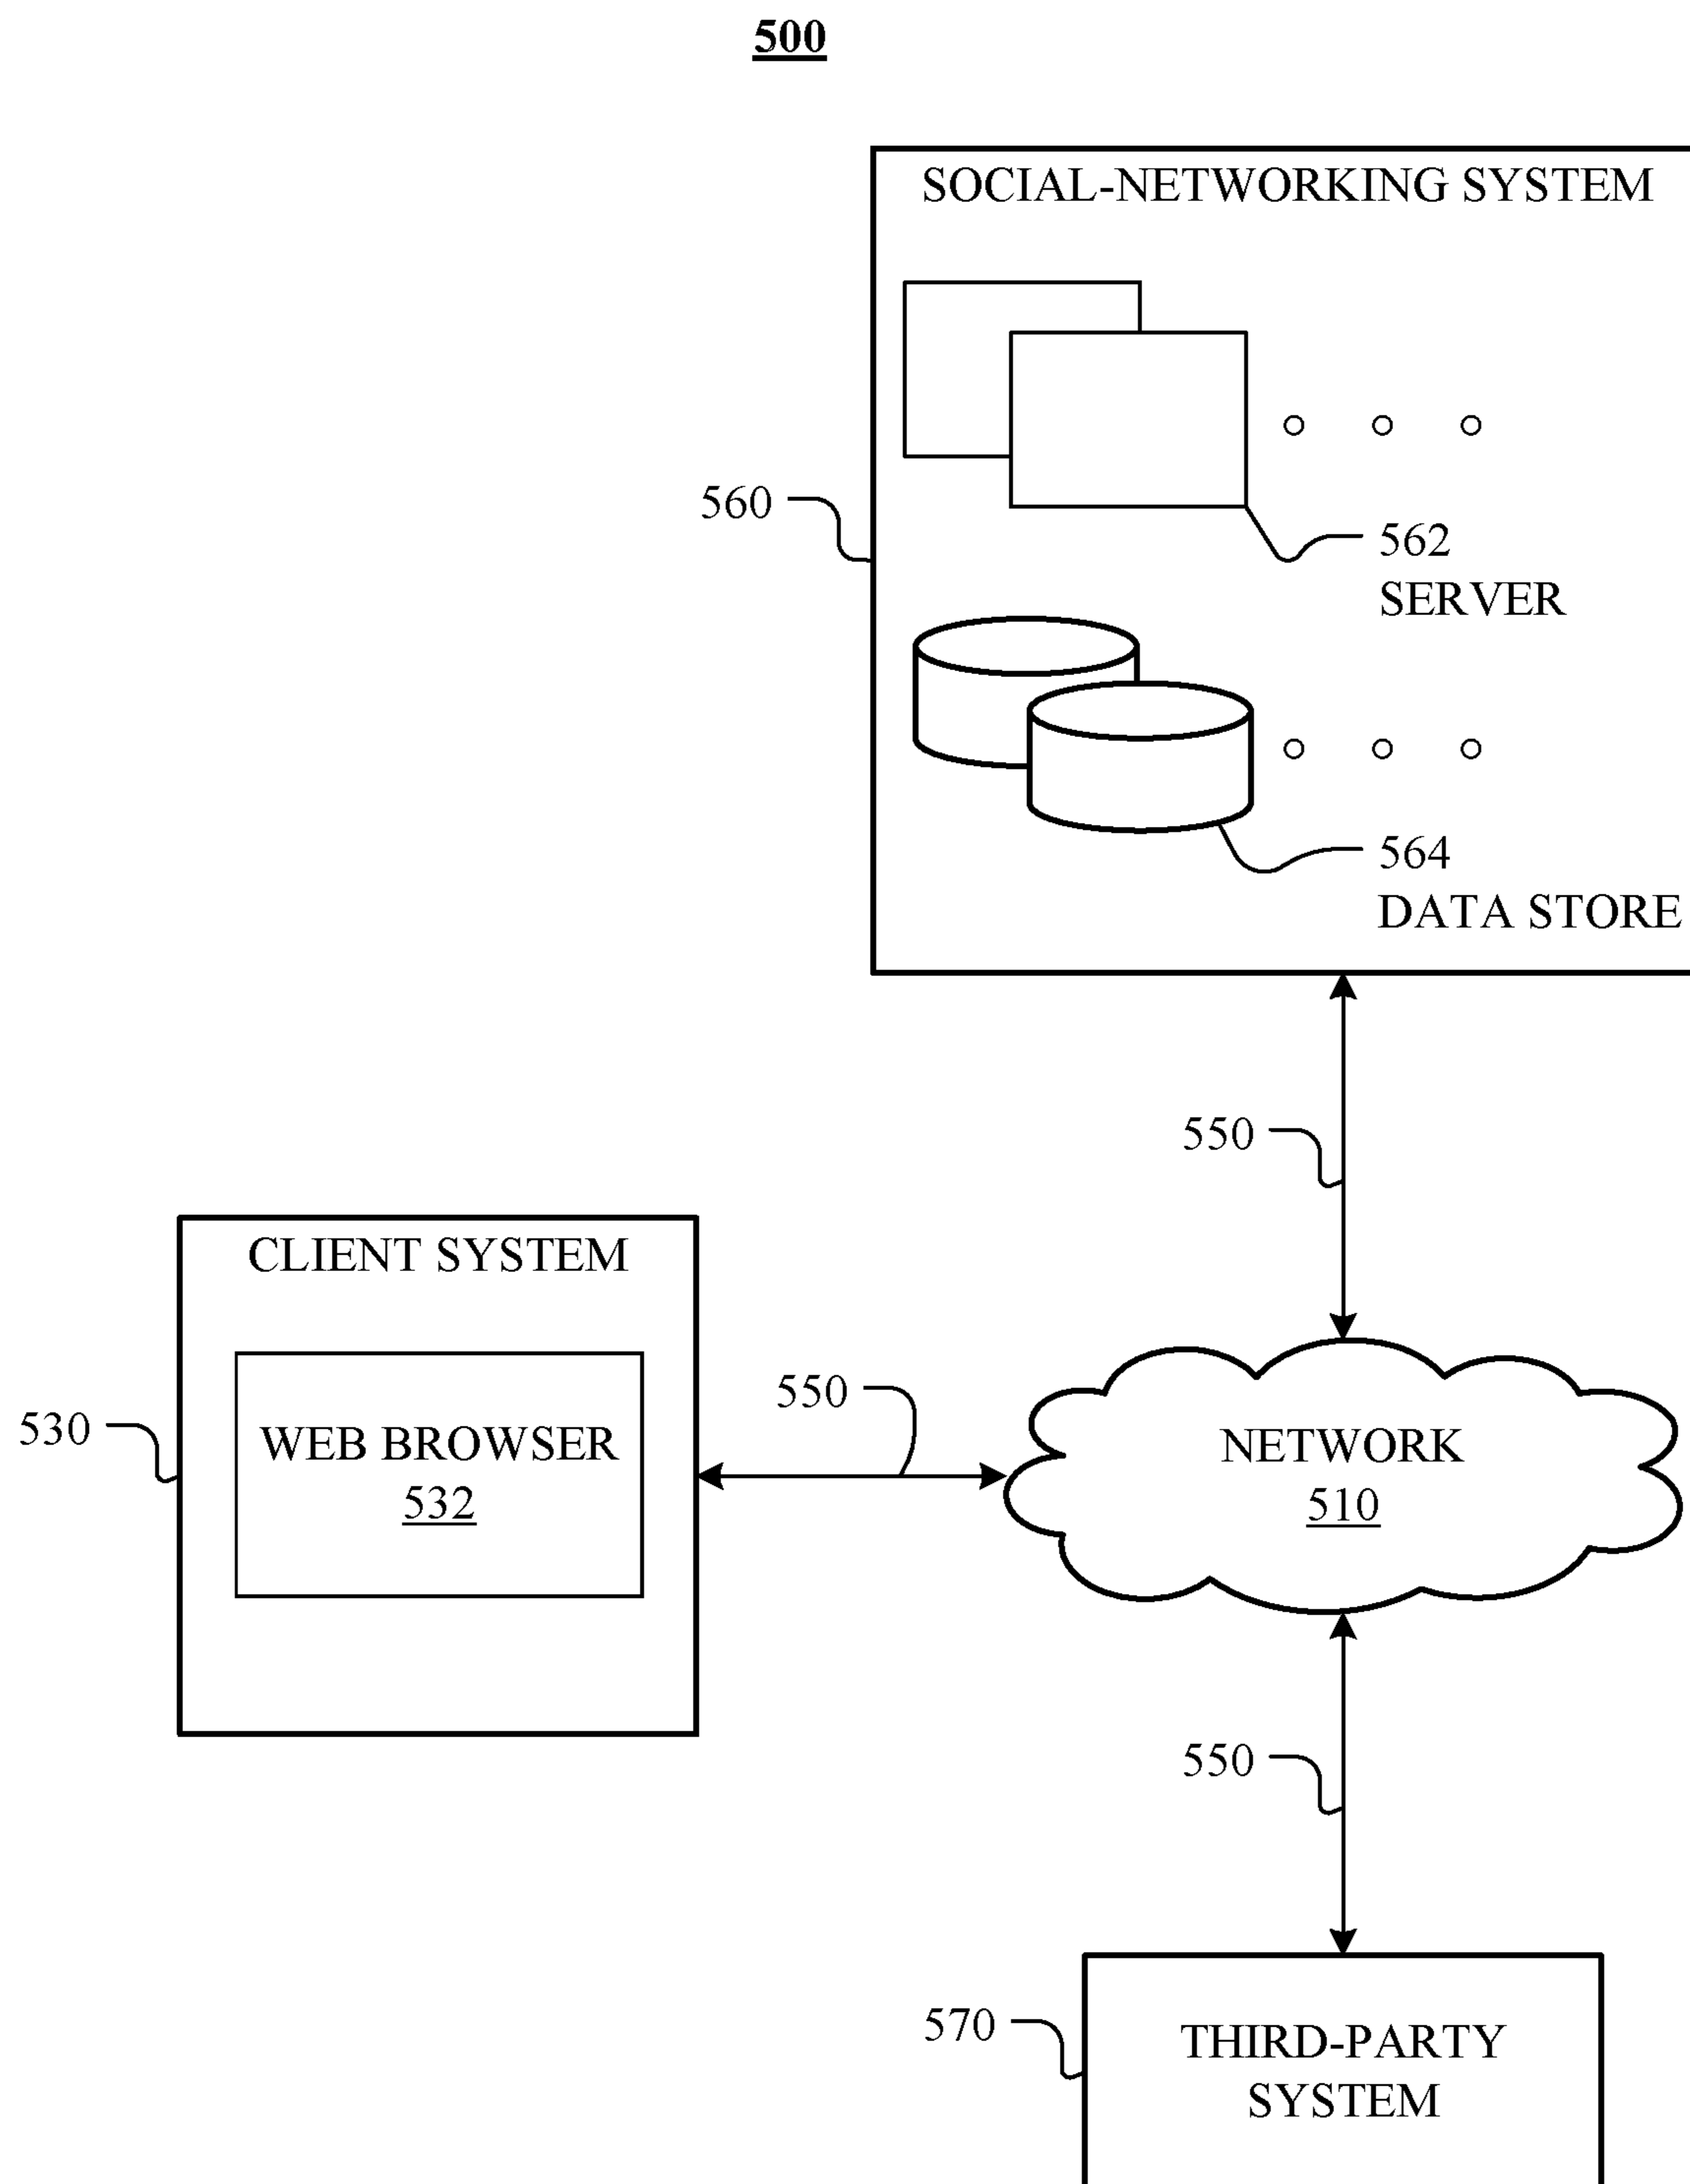 500
SOCIAL-NETWORKING SYSTEM
560
562
SERVER
564
DATA STORE
550
CLIENT SYSTEM
530
WEB BROWSER
532
550
NETWORK
510
550
570
THIRD-PARTY
SYSTEM